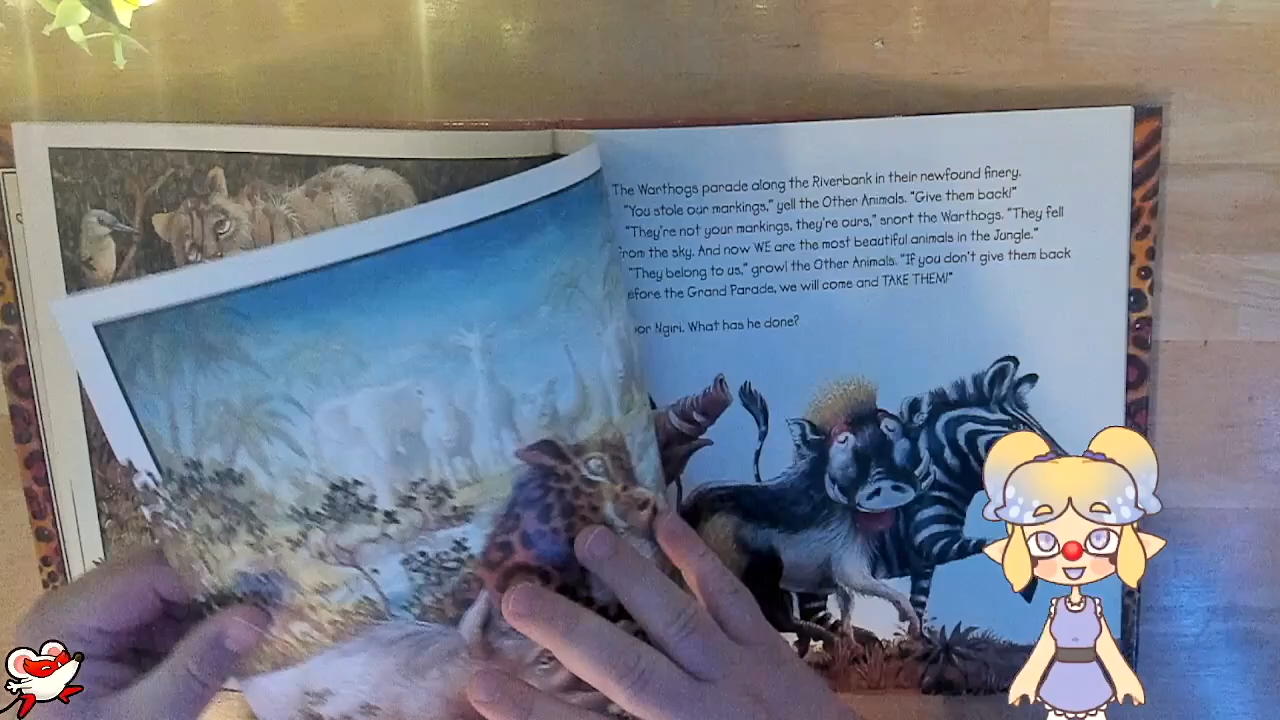 The Warthogs parade along the Riverbank in their newfound finery.
"You stole our markings," yell the Other Animals. "Give them back!"
"They're not your markings, they're ours," snort the Warthogs. "They fell
from the sky. And now WE are the most beautiful animals in the Jungle."
"They belong to us," growl the Other Animals. "If you don't give them back
efore the Grand Parade, we will come and TAKE THEM!"
oor Ngiri. What has he done?